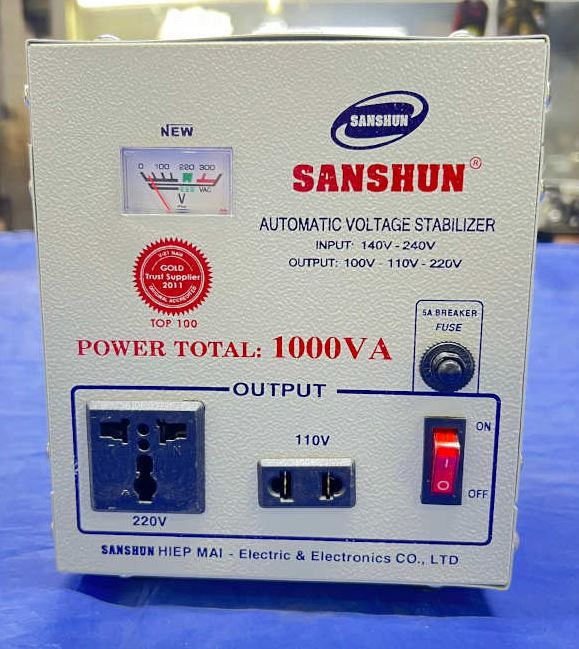 NEW
0 100 220 300
VAC
V
SANSHUN
SANSHUN®
AUTOMATIC VOLTAGE STABILIZER
INPUT: 140V - 240V
OUTPUT: 100V - 110V - 220V
GOLD
Trust Supplier
2011
TOP 100
5A BREAKER
FUSE
POWER TOTAL: 1000VA
OUTPUT
110V
ON
OFF
220V
SANSHUN HIEP MAI - Electric & Electronics CO., LTD